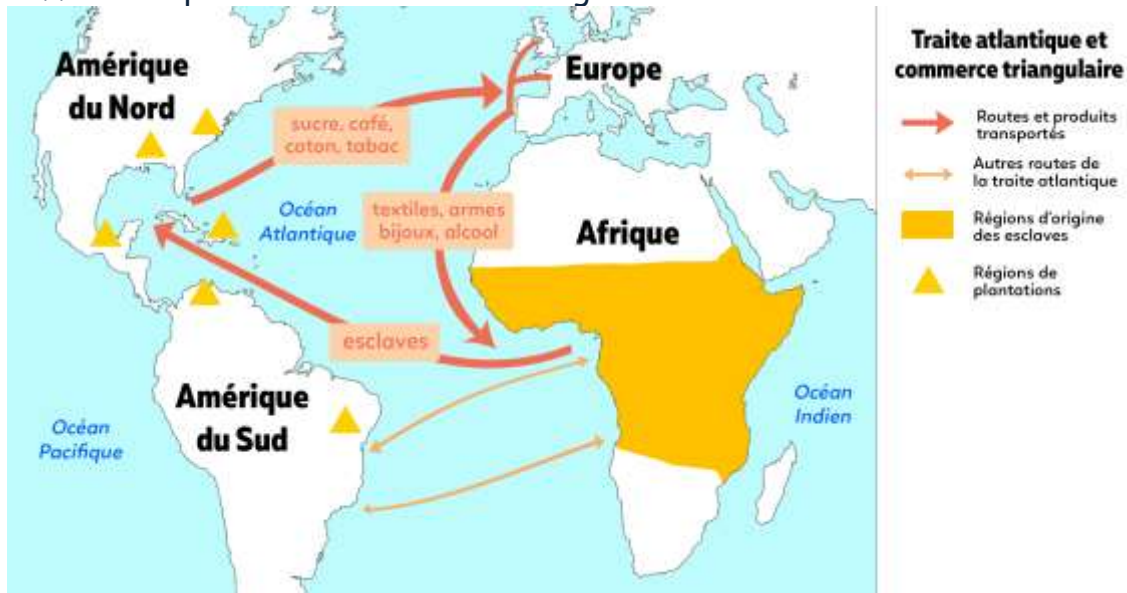 Amérique
du Nord
Europe
sucre, café,
coton, tabac
Océan
Atlantique
textiles, armes
bijoux, alcool
Afrique
esclaves
Amérique
du Sud
Océan
Pacifique
Océan
Indien
Traite atlantique et
commerce triangulaire
Routes et produits
transportés
Autres routes de
la traite atlantique
Régions d'origine
des esclaves
Régions de
plantations